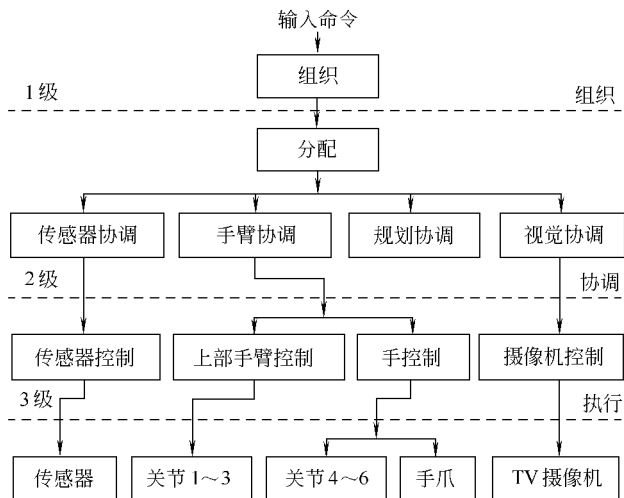 输入命令
组织
1级
组织
分配
传感器协调
手臂协调
规划协调
视觉协调
2级
协调
传感器控制
上部手臂控制
手控制
摄像机控制
3级
执行
传感器
关节1～3
关节4～6
手爪
TV摄像机